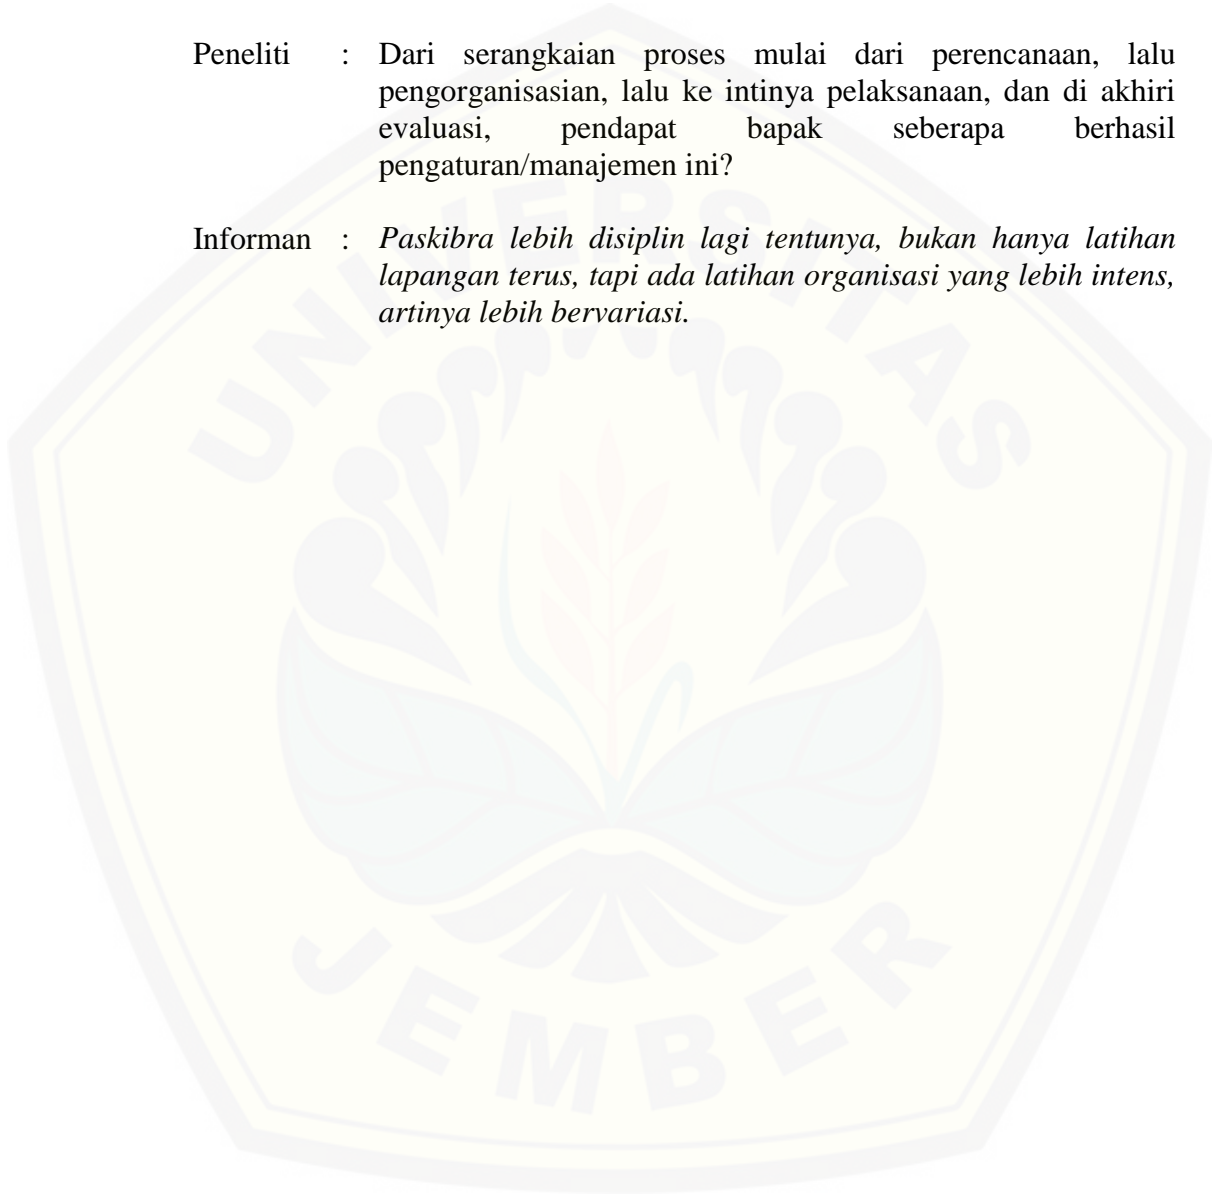 Peneliti : Dari serangkaian proses mulai dari perencanaan, lalu
pengorganisasian, lalu ke intinya pelaksanaan, dan di akhiri
evaluasi, pendapat bapak seberapa berhasil
pengaturan/manajemen ini?
Informan : Paskibra lebih disiplin lagi tentunya, bukan hanya latihan
lapangan terus, tapi ada latihan organisasi yang lebih intens,
artinya lebih bervariasi.
UNIVERSITAS
JEMBER